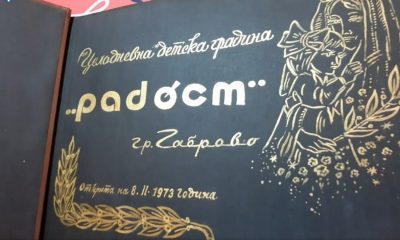 Целодневна детска градина
„радост"
гр. Габрово
Открита на 8. II - 1973 година